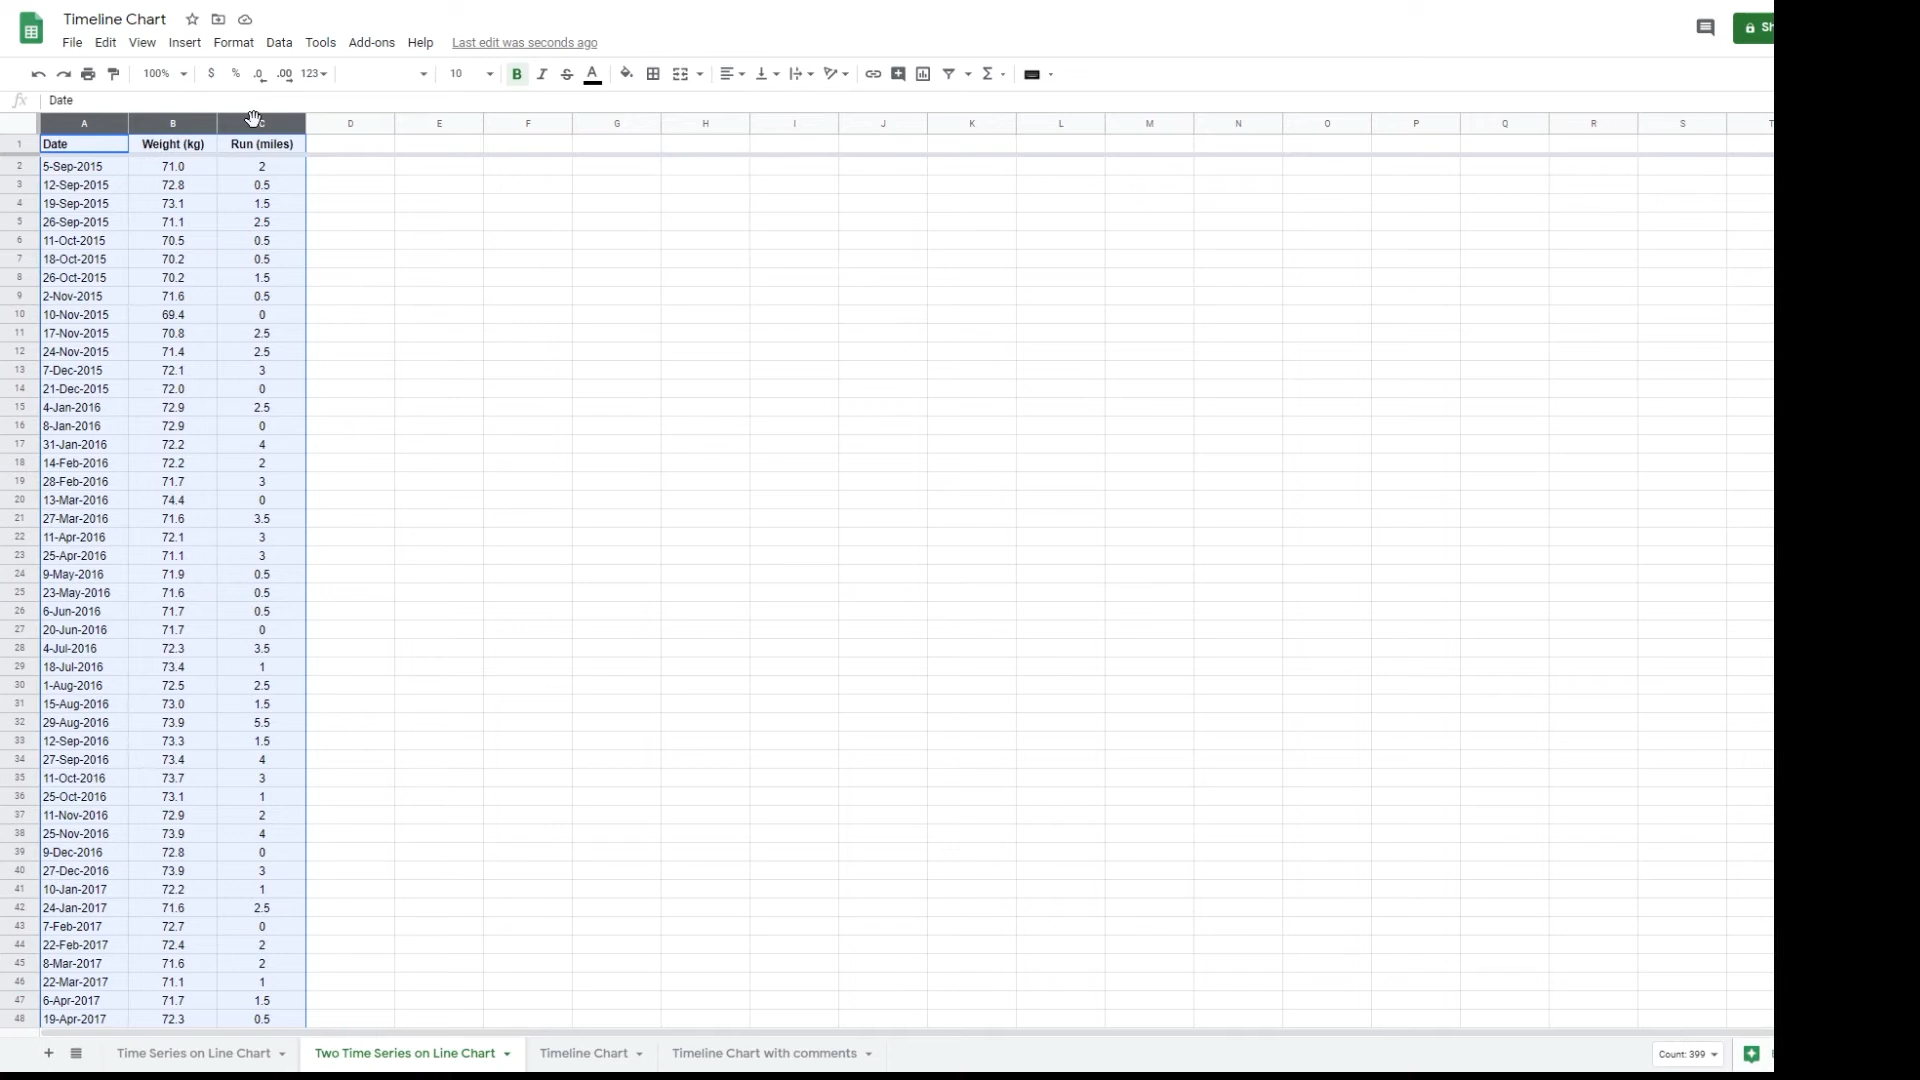 Timeline Chart
File Edit View Insert Format Data Tools Add-ons Help Last edit was seconds ago
100% $ % .0 .00 123 10 B I S A Σ
fx Date
A B C D E F G H I J K L M N O P Q R S T
1 Date Weight (kg) Run (miles)
2 5-Sep-2015 71.0 2
3 12-Sep-2015 72.8 0.5
4 19-Sep-2015 73.1 1.5
5 26-Sep-2015 71.1 2.5
6 11-Oct-2015 70.5 0.5
7 18-Oct-2015 70.2 0.5
8 26-Oct-2015 70.2 1.5
9 2-Nov-2015 71.6 0.5
10 10-Nov-2015 69.4 0
11 17-Nov-2015 70.8 2.5
12 24-Nov-2015 71.4 2.5
13 7-Dec-2015 72.1 3
14 21-Dec-2015 72.0 0
15 4-Jan-2016 72.9 2.5
16 8-Jan-2016 72.9 0
17 31-Jan-2016 72.2 4
18 14-Feb-2016 72.2 2
19 28-Feb-2016 71.7 3
20 13-Mar-2016 74.4 0
21 27-Mar-2016 71.6 3.5
22 11-Apr-2016 72.1 3
23 25-Apr-2016 71.1 3
24 9-May-2016 71.9 0.5
25 23-May-2016 71.6 0.5
26 6-Jun-2016 71.7 0.5
27 20-Jun-2016 71.7 0
28 4-Jul-2016 72.3 3.5
29 18-Jul-2016 73.4 1
30 1-Aug-2016 72.5 2.5
31 15-Aug-2016 73.0 1.5
32 29-Aug-2016 73.9 5.5
33 12-Sep-2016 73.3 1.5
34 27-Sep-2016 73.4 4
35 11-Oct-2016 73.7 3
36 25-Oct-2016 73.1 1
37 11-Nov-2016 72.9 2
38 25-Nov-2016 73.9 4
39 9-Dec-2016 72.8 0
40 27-Dec-2016 73.9 3
41 10-Jan-2017 72.2 1
42 24-Jan-2017 71.6 2.5
43 7-Feb-2017 72.7 0
44 22-Feb-2017 72.4 2
45 8-Mar-2017 71.6 2
46 22-Mar-2017 71.1 1
47 6-Apr-2017 71.7 1.5
48 19-Apr-2017 72.3 0.5
Time Series on Line Chart Two Time Series on Line Chart Timeline Chart Timeline Chart with comments Count: 399